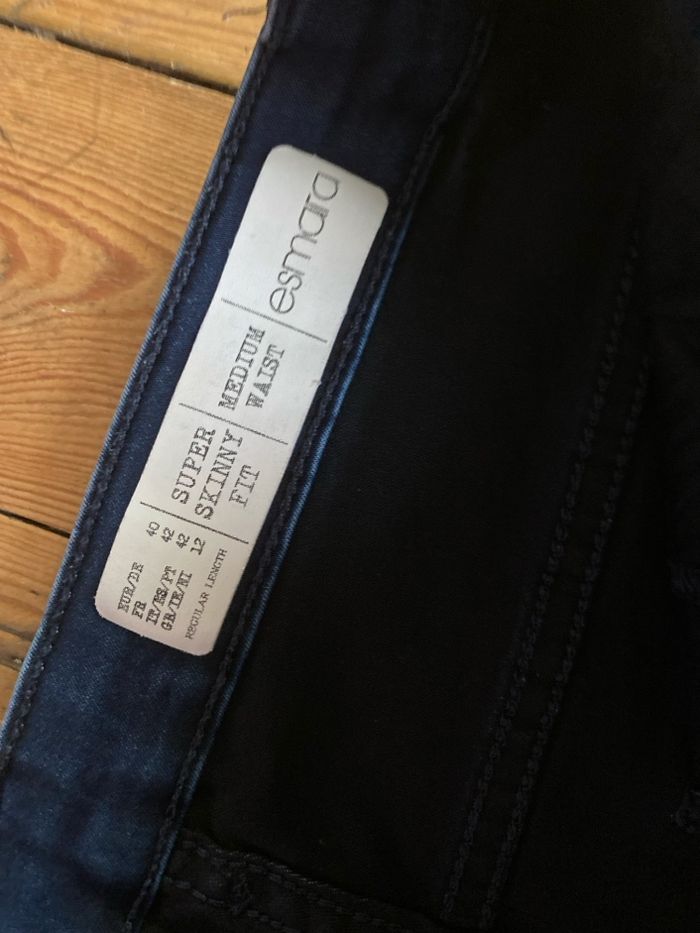 esmara
MEDIUM
WAIST
SUPER
SKINNY
FIT
EUR/DE 40
FR 42
IT/ES/PT 42
GB/IE/NI 12
REGULAR LENGTH